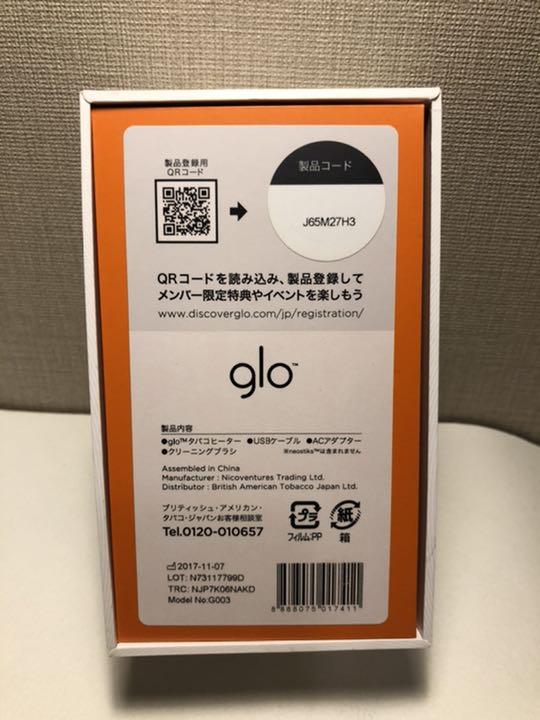 製品登録用
QRコード
製品コード
J65M27H3
QRコードを読み込み、製品登録して
メンバー限定特典やイベントを楽しもう
www.discoverglo.com/jp/registration/
glo™
製品内容
●glo™タバコヒーター ●USBケーブル ●ACアダプター
●クリーニングブラシ ※neostiks™は含まれません
Assembled in China
Manufacturer : Nicoventures Trading Ltd.
Distributor : British American Tobacco Japan Ltd.
ブリティッシュ・アメリカン・
タバコ・ジャパンお客様相談室
Tel.0120-010657
プラ
フィルム:PP
紙
箱
2017-11-07
LOT: N73117799D
TRC: NJP7K06NAKD
Model No:G003
8888075017411